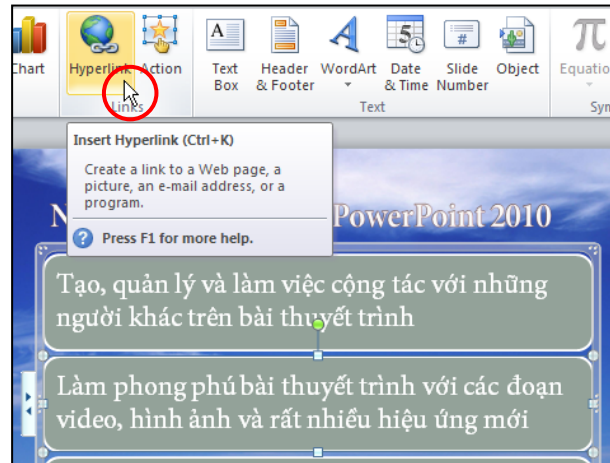 Chart Hyperlink Action Text Box Header & Footer WordArt Date & Time Slide Number Object Equatio
Links Text Sym
Insert Hyperlink (Ctrl+K)
Create a link to a Web page, a
picture, an e-mail address, or a
program.
Press F1 for more help.
N PowerPoint 2010
Tạo, quản lý và làm việc cộng tác với những
người khác trên bài thuyết trình
Làm phong phú bài thuyết trình với các đoạn
video, hình ảnh và rất nhiều hiệu ứng mới